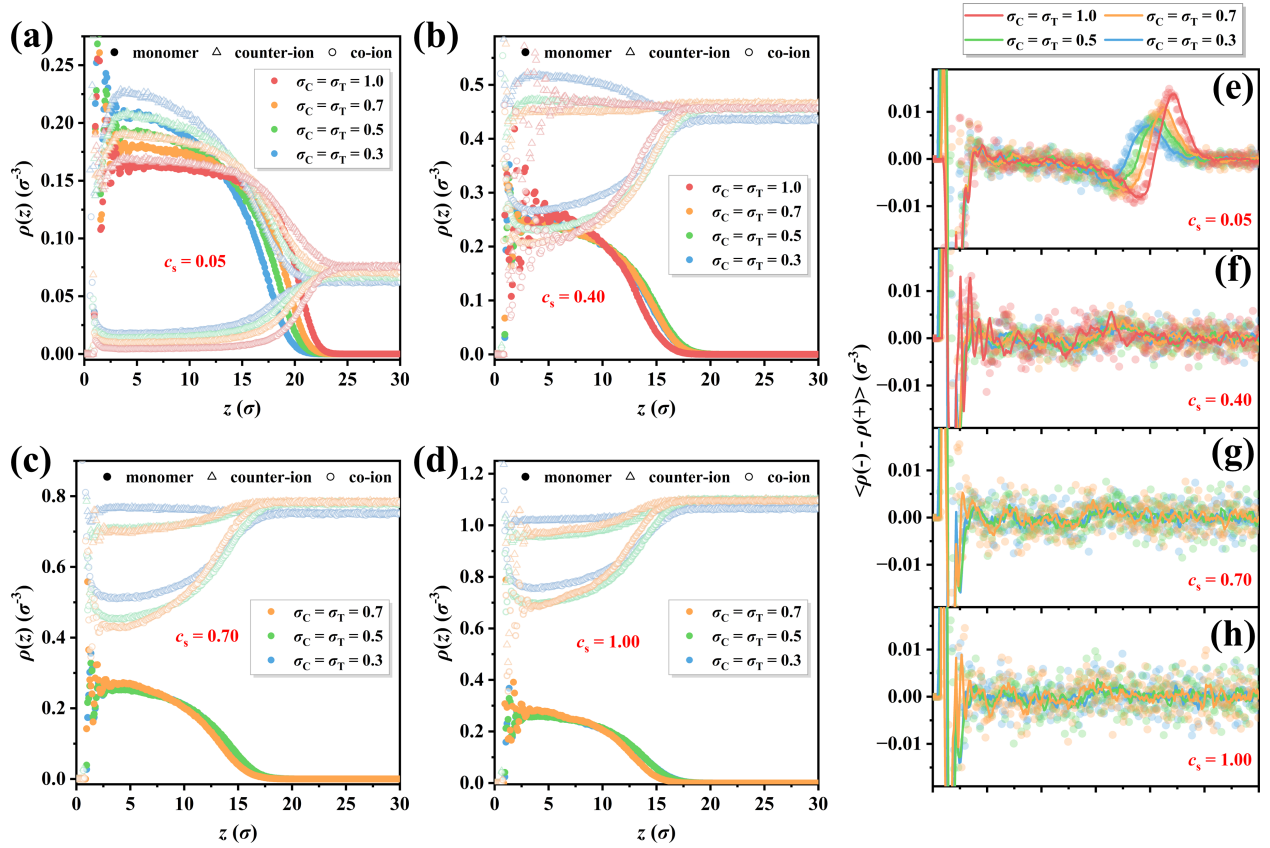 (a)
monomer counter-ion co-ion
σC = σT = 1.0
σC = σT = 0.7
σC = σT = 0.5
σC = σT = 0.3
cs = 0.05
ρ(z) (σ-3)
0.25
0.20
0.15
0.10
0.05
0.00
0 5 10 15 20 25 30
z (σ)
(b)
monomer counter-ion co-ion
σC = σT = 1.0
σC = σT = 0.7
σC = σT = 0.5
σC = σT = 0.3
cs = 0.40
ρ(z) (σ-3)
0.5
0.4
0.3
0.2
0.1
0.0
0 5 10 15 20 25 30
z (σ)
(c)
monomer counter-ion co-ion
σC = σT = 0.7
σC = σT = 0.5
σC = σT = 0.3
cs = 0.70
ρ(z) (σ-3)
0.8
0.6
0.4
0.2
0.0
0 5 10 15 20 25 30
z (σ)
(d)
monomer counter-ion co-ion
σC = σT = 0.7
σC = σT = 0.5
σC = σT = 0.3
cs = 1.00
ρ(z) (σ-3)
1.2
1.0
0.8
0.6
0.4
0.2
0.0
0 5 10 15 20 25 30
z (σ)
σC = σT = 1.0 σC = σT = 0.7
σC = σT = 0.5 σC = σT = 0.3
<ρ(-) - ρ(+)> (σ-3)
(e)
0.01
0.00
−0.01
cs = 0.05
(f)
0.01
0.00
−0.01
cs = 0.40
(g)
0.01
0.00
−0.01
cs = 0.70
(h)
0.01
0.00
−0.01
cs = 1.00